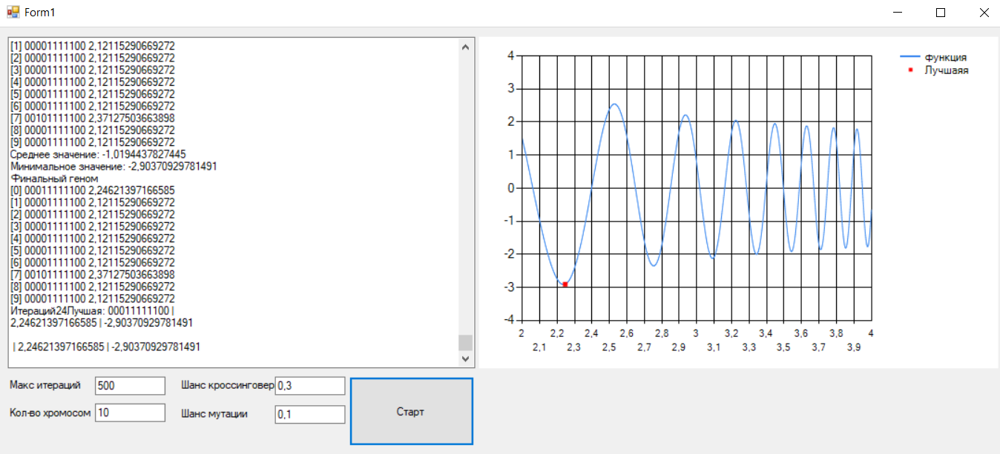 Form1
[1] 00001111100 2,12115290669272
[2] 00001111100 2,12115290669272
[3] 00001111100 2,12115290669272
[4] 00001111100 2,12115290669272
[5] 00001111100 2,12115290669272
[6] 00001111100 2,12115290669272
[7] 00101111100 2,37127503663898
[8] 00001111100 2,12115290669272
[9] 00001111100 2,12115290669272
Среднее значение: -1,0194437827445
Минимальное значение: -2,90370929781491
Финальный геном
[0] 00011111100 2,24621397166585
[1] 00001111100 2,12115290669272
[2] 00001111100 2,12115290669272
[3] 00001111100 2,12115290669272
[4] 00001111100 2,12115290669272
[5] 00001111100 2,12115290669272
[6] 00001111100 2,12115290669272
[7] 00101111100 2,37127503663898
[8] 00001111100 2,12115290669272
[9] 00001111100 2,12115290669272
Итераций24Лучшая: 00011111100 |
2,24621397166585 | -2,90370929781491
| 2,24621397166585 | -2,90370929781491
4
3
2
1
0
-1
-2
-3
-4
2 2,2 2,4 2,6 2,8 3 3,2 3,4 3,6 3,8 4
2,1 2,3 2,5 2,7 2,9 3,1 3,3 3,5 3,7 3,9
функция
Лучшаяя
Макс итераций 500
Шанс кроссинговер 0,3
Кол-во хромосом 10
Шанс мутации 0,1
Старт